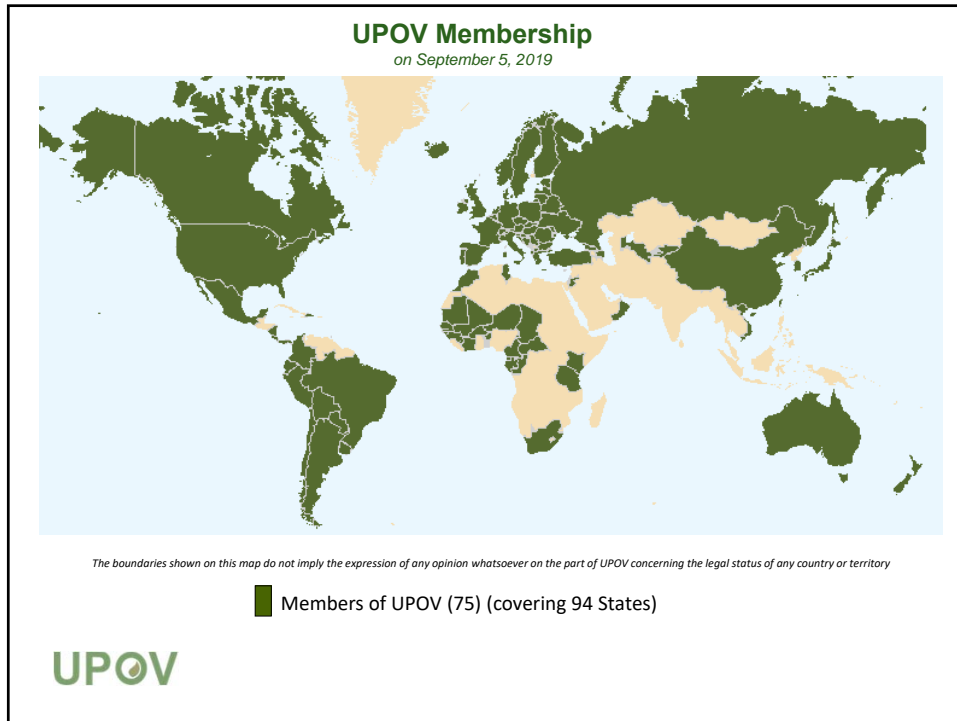 UPOV Membership
on September 5, 2019
The boundaries shown on this map do not imply the expression of any opinion whatsoever on the part of UPOV concerning the legal status of any country or territory
Members of UPOV (75) (covering 94 States)
UPOV